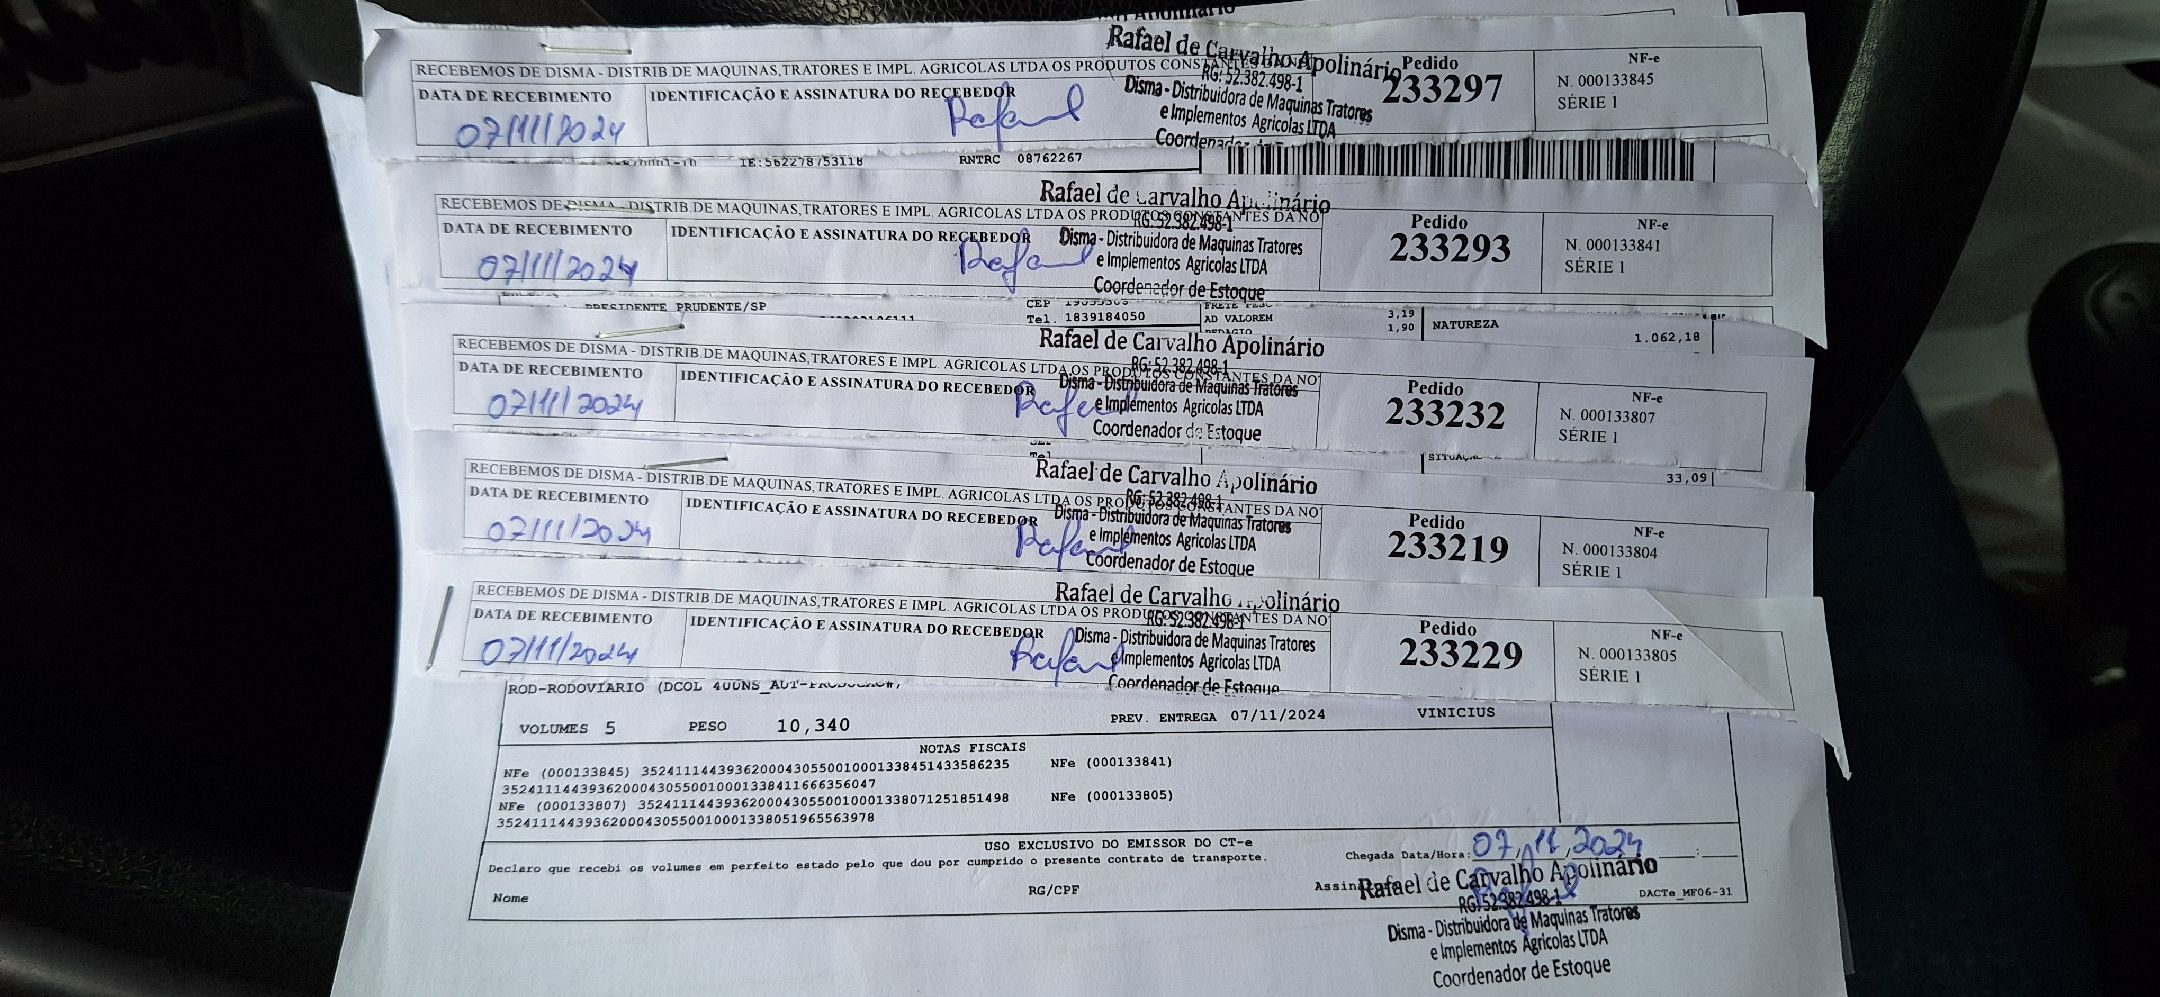 Rafael de Carvalho Apolinário
RG: 52.382.498-1
Disma - Distribuidora de Maquinas Tratores
e Implementos Agricolas LTDA
RECEBEMOS DE DISMA - DISTRIB.DE MAQUINAS,TRATORES E IMPL. AGRICOLAS LTDA OS PRODUTOS CONSTANTES DA
DATA DE RECEBIMENTO
IDENTIFICAÇÃO E ASSINATURA DO RECEBEDOR
07/11/2024
Rafael
Pedido
233297
NF-e
N. 000133845
SÉRIE 1
IE:562278753118
RNTRC 08762267
Rafael de Carvalho Apolinário
RG: 52.382.498-1
Disma - Distribuidora de Maquinas Tratores
e Implementos Agricolas LTDA
Coordenador de Estoque
RECEBEMOS DE DISMA - DISTRIB.DE MAQUINAS,TRATORES E IMPL. AGRICOLAS LTDA OS PRODUTOS CONSTANTES DA NO
DATA DE RECEBIMENTO
IDENTIFICAÇÃO E ASSINATURA DO RECEBEDOR
07/11/2024
Rafael
Pedido
233293
NF-e
N. 000133841
SÉRIE 1
PRESIDENTE PRUDENTE/SP
CEP
Tel. 1839184050
AD VALOREM
3,19
1,90
NATUREZA
1.062,18
Rafael de Carvalho Apolinário
RG: 52.382.498-1
Disma - Distribuidora de Maquinas Tratores
e Implementos Agricolas LTDA
Coordenador de Estoque
RECEBEMOS DE DISMA - DISTRIB.DE MAQUINAS,TRATORES E IMPL. AGRICOLAS LTDA OS PRODUTOS CONSTANTES DA NO
DATA DE RECEBIMENTO
IDENTIFICAÇÃO E ASSINATURA DO RECEBEDOR
07/11/2024
Rafael
Pedido
233232
NF-e
N. 000133807
SÉRIE 1
33,09
Rafael de Carvalho Apolinário
RG: 52.382.498-1
Disma - Distribuidora de Maquinas Tratores
e Implementos Agricolas LTDA
Coordenador de Estoque
RECEBEMOS DE DISMA - DISTRIB.DE MAQUINAS,TRATORES E IMPL. AGRICOLAS LTDA OS PRODUTOS CONSTANTES DA NO
DATA DE RECEBIMENTO
IDENTIFICAÇÃO E ASSINATURA DO RECEBEDOR
07/11/2024
Rafael
Pedido
233219
NF-e
N. 000133804
SÉRIE 1
Rafael de Carvalho Apolinário
RG: 52.382.498-1
Disma - Distribuidora de Maquinas Tratores
e Implementos Agricolas LTDA
Coordenador de Estoque
RECEBEMOS DE DISMA - DISTRIB.DE MAQUINAS,TRATORES E IMPL. AGRICOLAS LTDA OS PRODUTOS CONSTANTES DA NO
DATA DE RECEBIMENTO
IDENTIFICAÇÃO E ASSINATURA DO RECEBEDOR
07/11/2024
Rafael
Pedido
233229
NF-e
N. 000133805
SÉRIE 1
ROD-RODOVIARIO
VOLUMES 5 PESO 10,340 PREV. ENTREGA 07/11/2024 VINICIUS
NOTAS FISCAIS
NFe (000133845) 35241114439362000430550010001338451433586235 NFe (000133841)
35241114439362000430550010001338411666356047
NFe (000133807) 35241114439362000430550010001338071251851498 NFe (000133805)
35241114439362000430550010001338051965563978
USO EXCLUSIVO DO EMISSOR DO CT-e
Declaro que recebi os volumes em perfeito estado pelo que dou por cumprido o presente contrato de transporte.
Chegada Data/Hora: 07/11/2024
Nome
RG/CPF
DACTe_MF06-31
Rafael de Carvalho Apolinário
RG: 52.382.498-1
Disma - Distribuidora de Maquinas Tratores
e Implementos Agricolas LTDA
Coordenador de Estoque